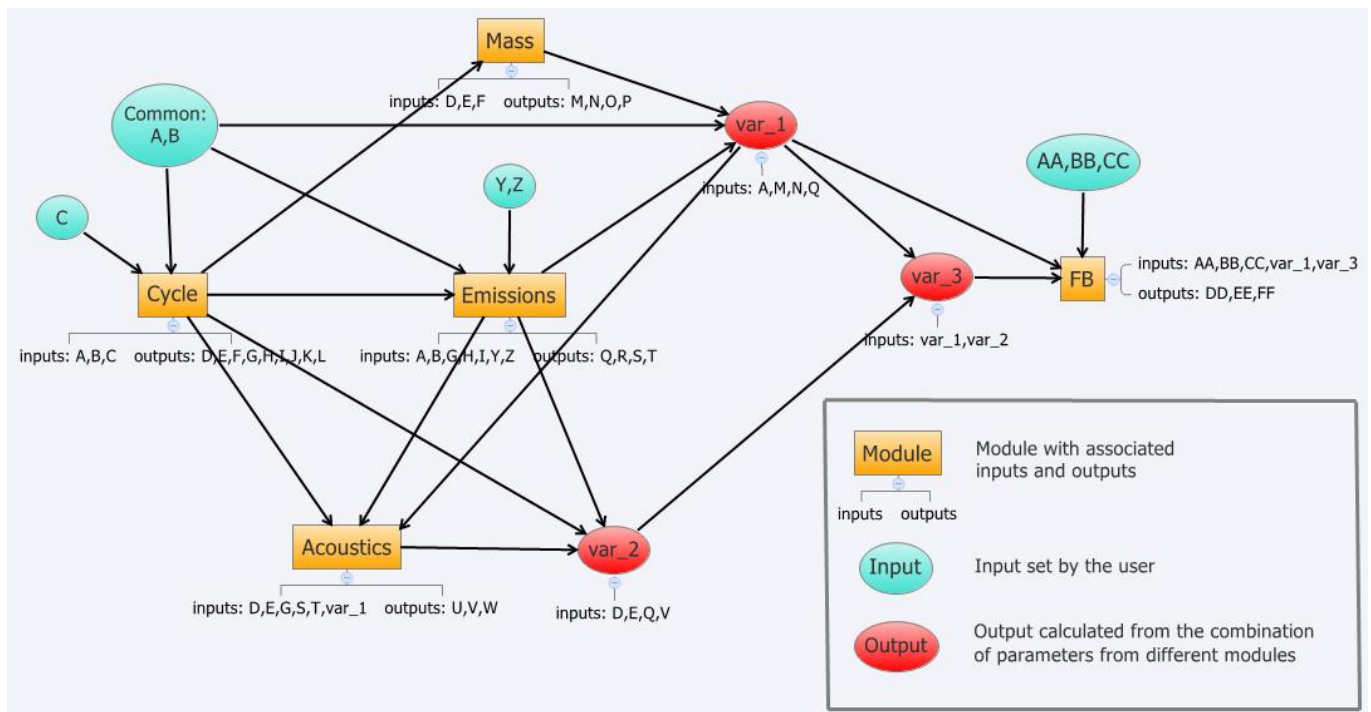 Mass
inputs: D,E,F outputs: M,N,O,P
Common:
A,B
var_1
inputs: A,M,N,Q
AA,BB,CC
Y,Z
C
Cycle
inputs: A,B,C outputs: D,E,F,G,H,I,J,K,L
Emissions
inputs: A,B,G,H,I,Y,Z outputs: Q,R,S,T
var_3
inputs: var_1,var_2
FB
inputs: AA,BB,CC,var_1,var_3
outputs: DD,EE,FF
Acoustics
inputs: D,E,G,S,T,var_1 outputs: U,V,W
var_2
inputs: D,E,Q,V
Module
inputs outputs
Module with associated
inputs and outputs
Input
Input set by the user
Output
Output calculated from the combination
of parameters from different modules